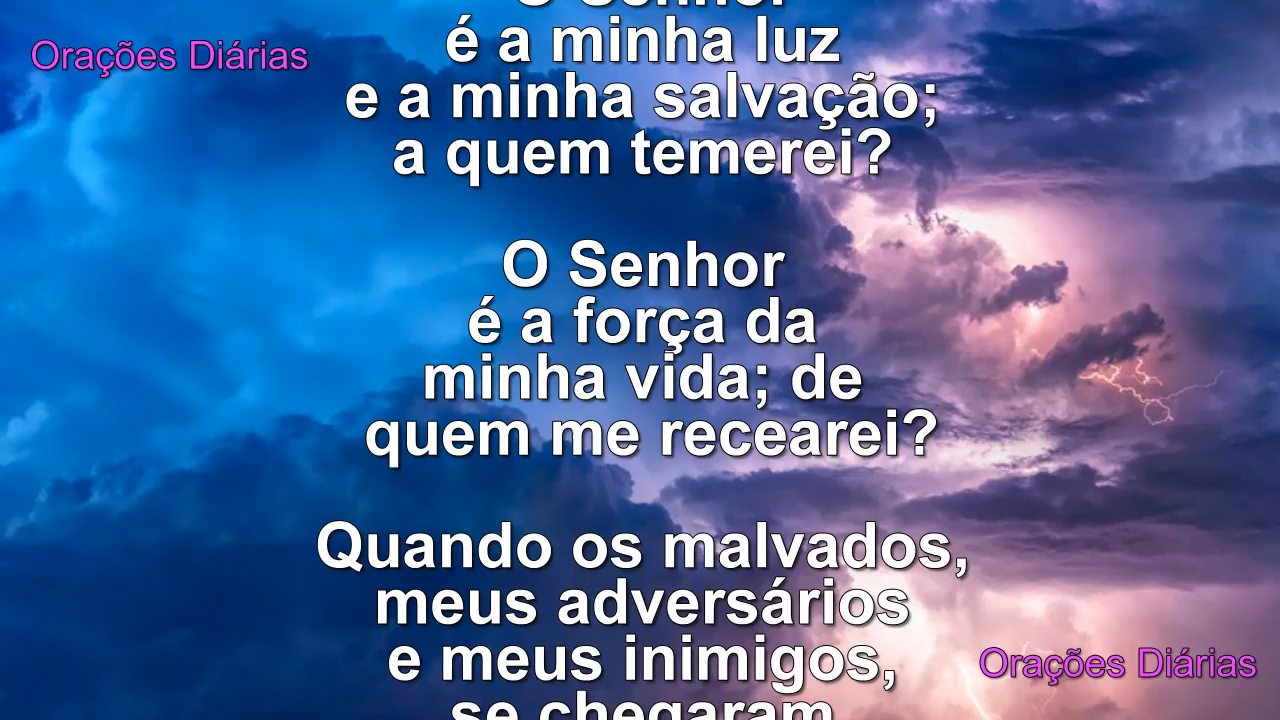 O Senhor
é a minha luz
Orações Diárias
e a minha salvação;
a quem temerei?
O Senhor
é a força da
minha vida; de
quem me recearei?
Quando os malvados,
meus adversários
e meus inimigos,
Orações Diárias
se chegaram